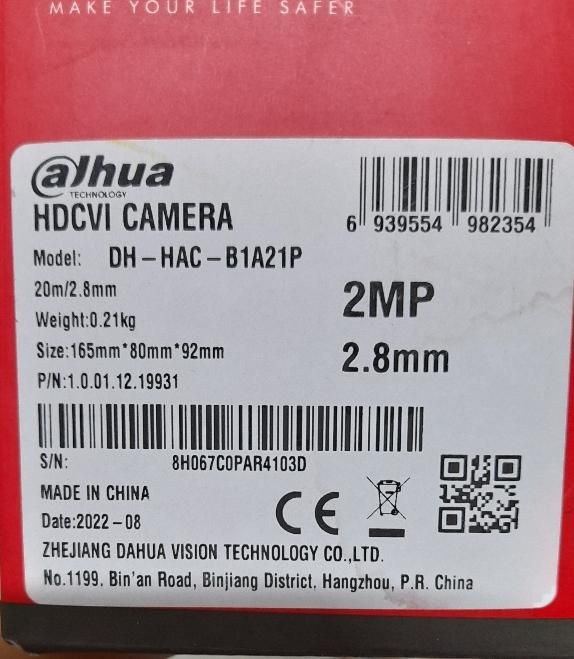 MAKE YOUR LIFE SAFER
alhua
TECHNOLOGY
HDCVI CAMERA
6 939554 982354
Model: DH-HAC-B1A21P
20m/2.8mm
2MP
Weight:0.21kg
Size:165mm*80mm*92mm
2.8mm
P/N:1.0.01.12.19931
S/N: 8H067C0PAR4103D
MADE IN CHINA
CE
Date:2022-08
ZHEJIANG DAHUA VISION TECHNOLOGY CO.,LTD.
No.1199, Bin'an Road, Binjiang District, Hangzhou, P.R. China